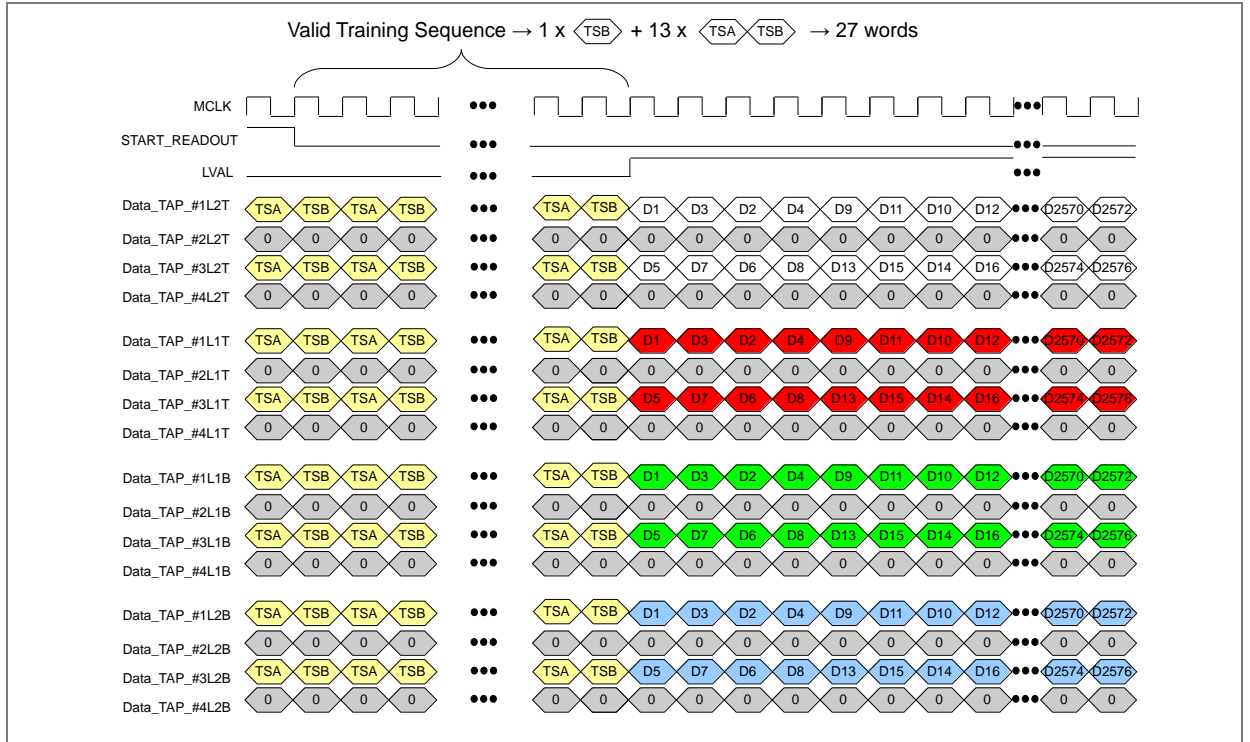 Valid Training Sequence → 1 x TSB + 13 x TSA TSB → 27 words
MCLK •••  •••
START_READOUT ••• •••
LVAL ••• •••
Data_TAP_#1L2T TSA TSB TSA TSB ••• TSA TSB D1 D3 D2 D4 D9 D11 D10 D12 ••• D2570 D2572
Data_TAP_#2L2T 0 0 0 0 ••• 0 0 0 0 0 0 0 0 0 0 ••• 0 0
Data_TAP_#3L2T TSA TSB TSA TSB ••• TSA TSB D5 D7 D6 D8 D13 D15 D14 D16 ••• D2574 D2576
Data_TAP_#4L2T 0 0 0 0 ••• 0 0 0 0 0 0 0 0 0 0 ••• 0 0
Data_TAP_#1L1T TSA TSB TSA TSB ••• TSA TSB D1 D3 D2 D4 D9 D11 D10 D12 ••• D2570 D2572
Data_TAP_#2L1T 0 0 0 0 ••• 0 0 0 0 0 0 0 0 0 0 ••• 0 0
Data_TAP_#3L1T TSA TSB TSA TSB ••• TSA TSB D5 D7 D6 D8 D13 D15 D14 D16 ••• D2574 D2576
Data_TAP_#4L1T 0 0 0 0 ••• 0 0 0 0 0 0 0 0 0 0 ••• 0 0
Data_TAP_#1L1B TSA TSB TSA TSB ••• TSA TSB D1 D3 D2 D4 D9 D11 D10 D12 ••• D2570 D2572
Data_TAP_#2L1B 0 0 0 0 ••• 0 0 0 0 0 0 0 0 0 0 ••• 0 0
Data_TAP_#3L1B TSA TSB TSA TSB ••• TSA TSB D5 D7 D6 D8 D13 D15 D14 D16 ••• D2574 D2576
Data_TAP_#4L1B 0 0 0 0 ••• 0 0 0 0 0 0 0 0 0 0 ••• 0 0
Data_TAP_#1L2B TSA TSB TSA TSB ••• TSA TSB D1 D3 D2 D4 D9 D11 D10 D12 ••• D2570 D2572
Data_TAP_#2L2B 0 0 0 0 ••• 0 0 0 0 0 0 0 0 0 0 ••• 0 0
Data_TAP_#3L2B TSA TSB TSA TSB ••• TSA TSB D5 D7 D6 D8 D13 D15 D14 D16 ••• D2574 D2576
Data_TAP_#4L2B 0 0 0 0 ••• 0 0 0 0 0 0 0 0 0 0 ••• 0 0